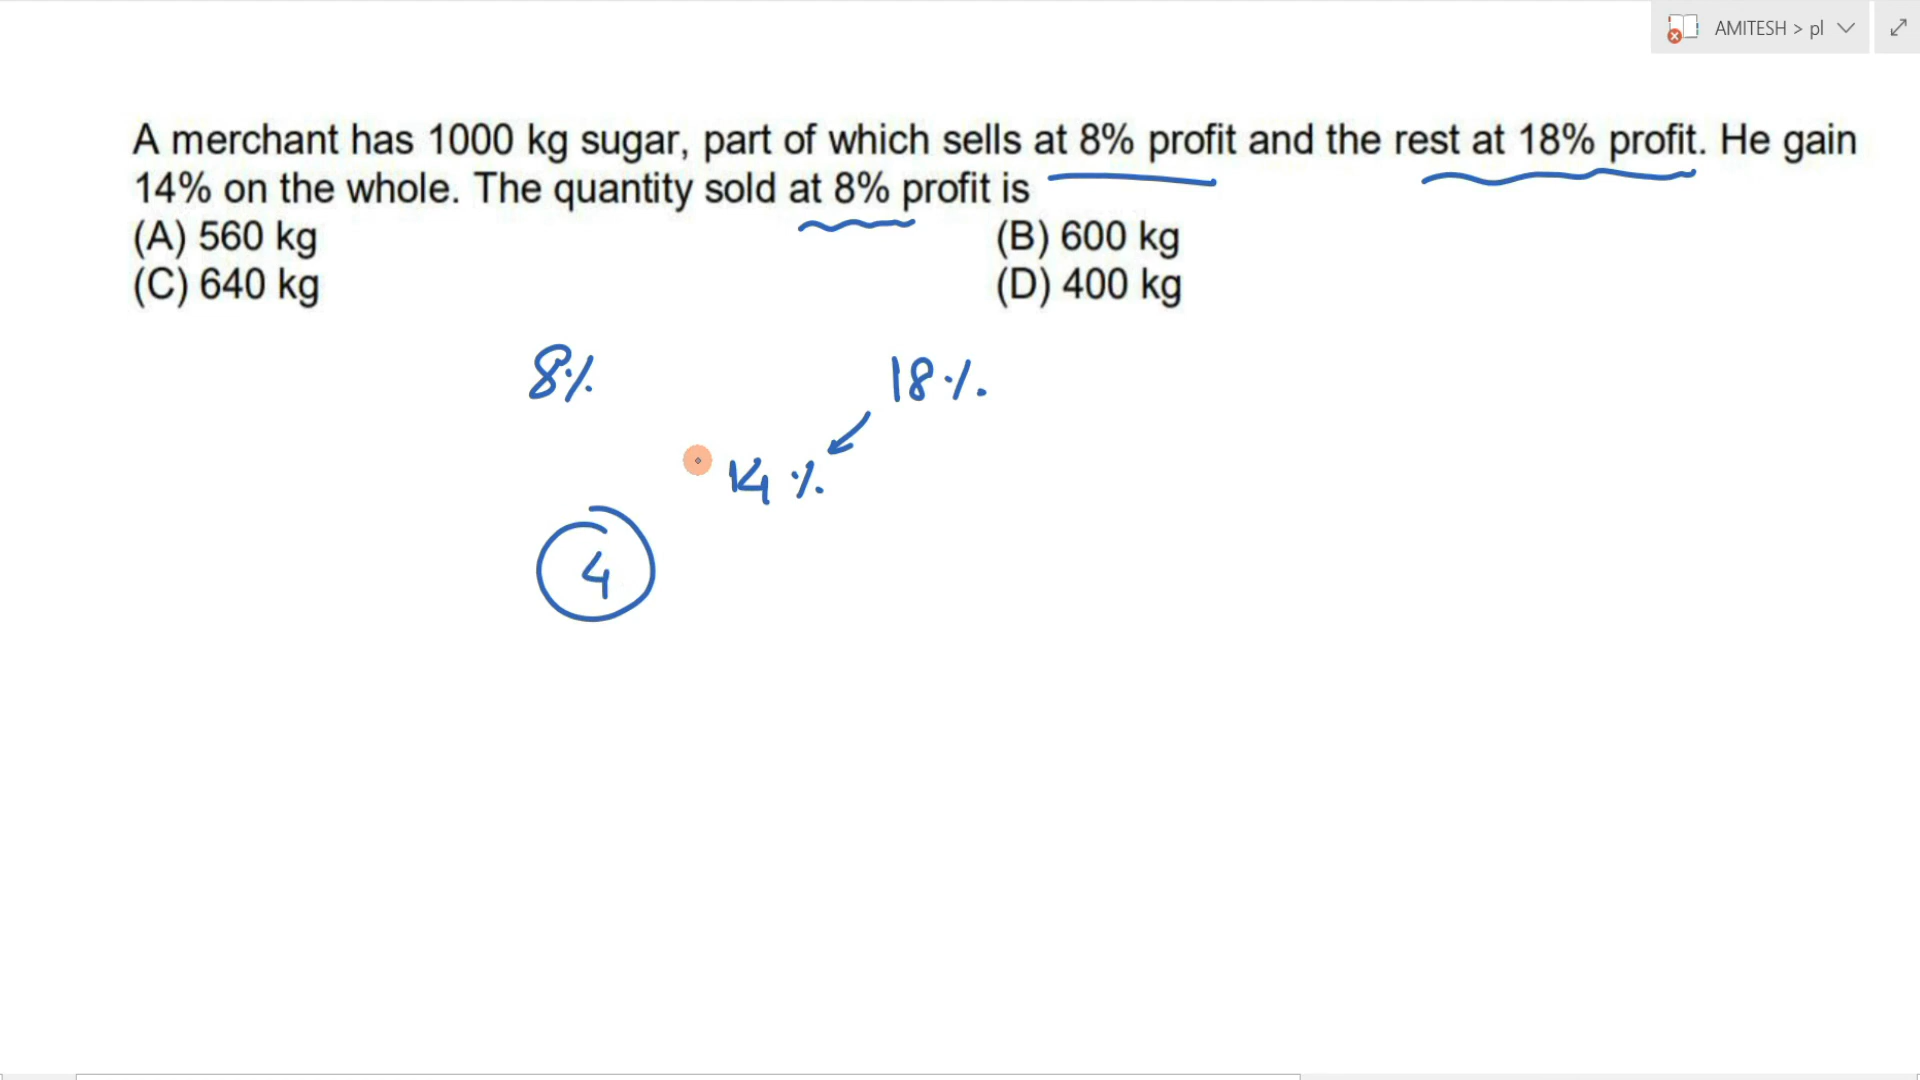 AMITESH > pl
A merchant has 1000 kg sugar, part of which sells at 8% profit and the rest at 18% profit. He gain
14% on the whole. The quantity sold at 8% profit is
(A) 560 kg (B) 600 kg
(C) 640 kg (D) 400 kg
8% 18%.
14%.
4